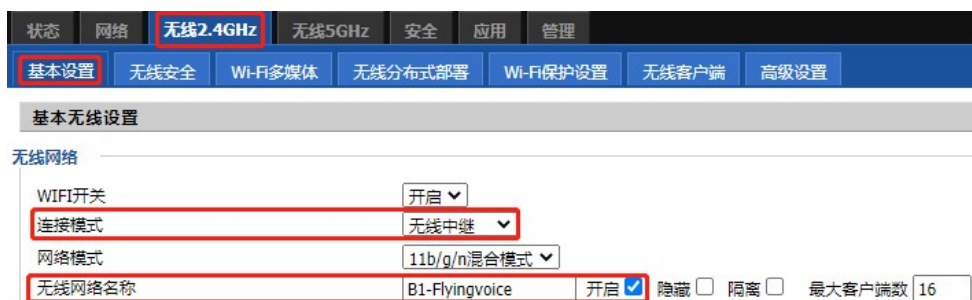 状态 网络 无线2.4GHz 无线5GHz 安全 应用 管理
基本设置 无线安全 Wi-Fi多媒体 无线分布式部署 Wi-Fi保护设置 无线客户端 高级设置
基本无线设置
无线网络
WIFI开关 开启
连接模式 无线中继
网络模式 11b/g/n混合模式
无线网络名称 B1-Flyingvoice 开启 隐藏 隔离 最大客户端数 16